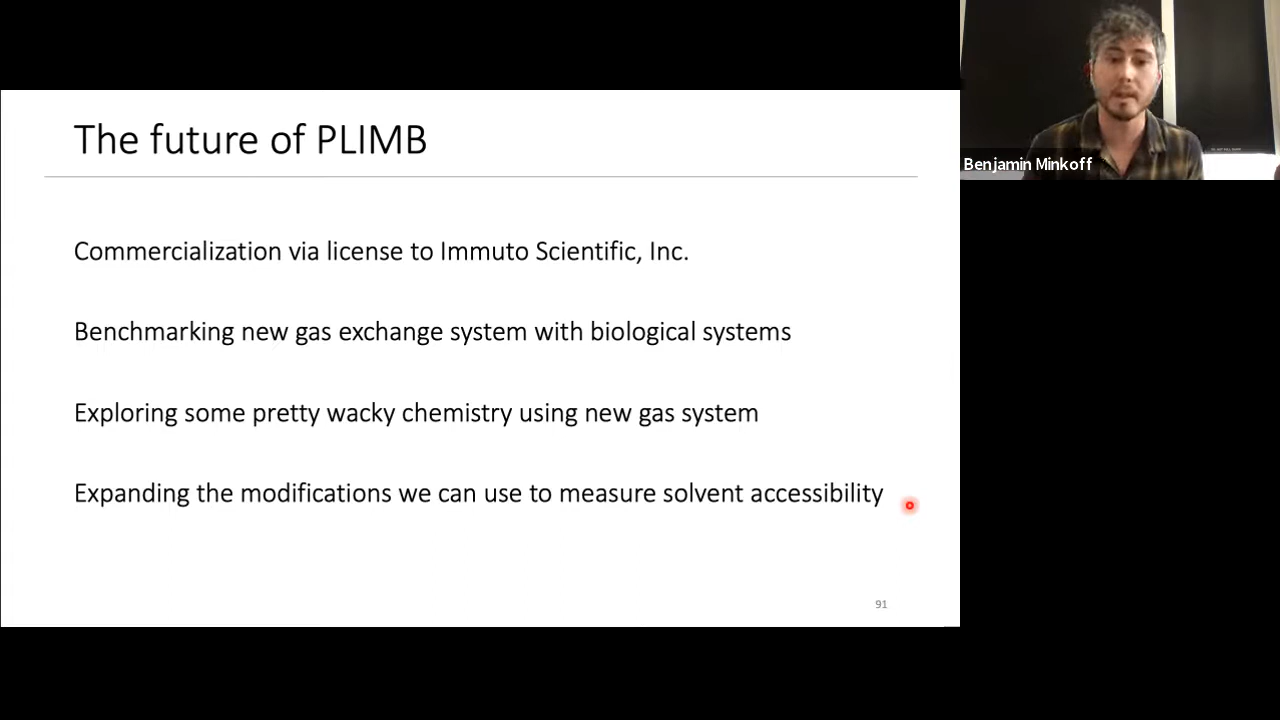 The future of PLIMB
Commercialization via license to Immuto Scientific, Inc.
Benchmarking new gas exchange system with biological systems
Exploring some pretty wacky chemistry using new gas system
Expanding the modifications we can use to measure solvent accessibility
91
Benjamin Minkoff